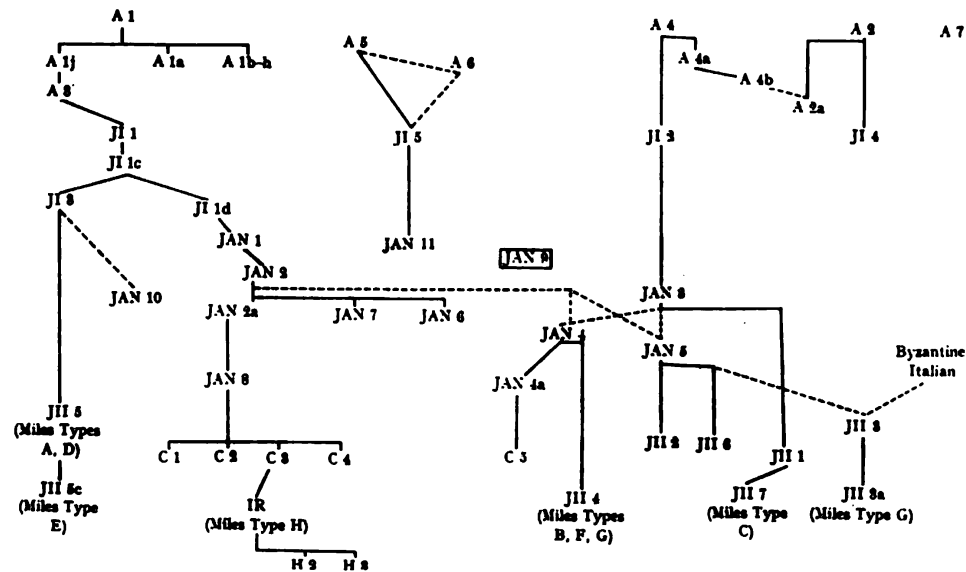 A 1
A 1j
A 1a
A 1b-h
A 3
JI 1
JI 1c
JI 3
JI 1d
JAN 1
JAN 2
JAN 10
JAN 2a
JAN 7
JAN 6
JAN 8
JII 5
(Miles Types
A, D)
JII 5c
(Miles Type
E)
C 1
C 2
C 3
C 4
IR
(Miles Type H)
H 2
H 3
A 5
A 6
JI 5
JAN 11
JAN 9
A 4
A 4a
A 4b
A 2
A 2a
A 7
JI 2
JI 4
JAN 3
JAN
JAN 5
JAN 4a
C 5
JII 4
(Miles Types
B, F, G)
JII 2
JII 6
JII 1
JII 7
(Miles Type
C)
Byzantine
Italian
JII 3
JII 3a
(Miles Type G)